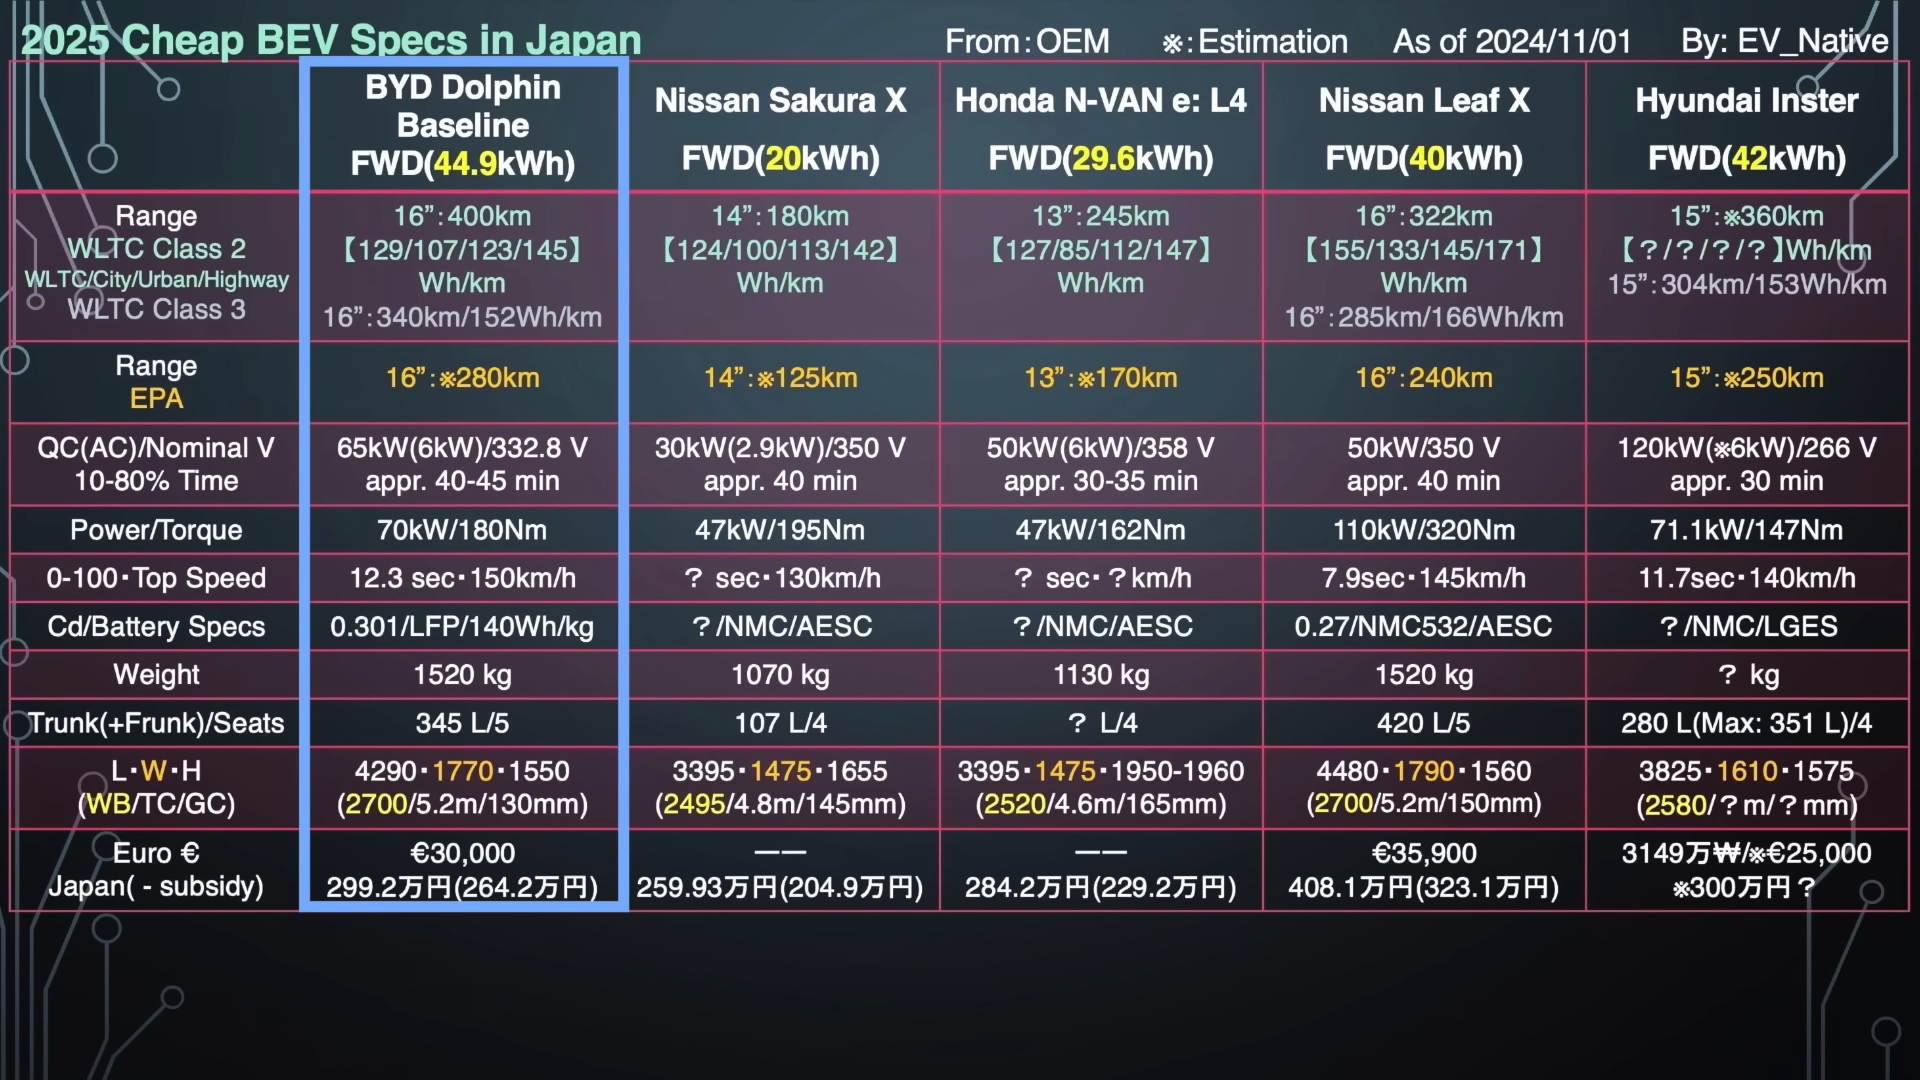 2025 Cheap BEV Specs in Japan From:OEM ※:Estimation As of 2024/11/01 By: EV_Native
BYD Dolphin
Baseline
FWD(44.9kWh)
Nissan Sakura X
FWD(20kWh)
Honda N-VAN e: L4
FWD(29.6kWh)
Nissan Leaf X
FWD(40kWh)
Hyundai Inster
FWD(42kWh)
Range
WLTC Class 2
WLTC/City/Urban/Highway
WLTC Class 3
16”:400km
【129/107/123/145】
Wh/km
16”:340km/152Wh/km
14”:180km
【124/100/113/142】
Wh/km
13”:245km
【127/85/112/147】
Wh/km
16”:322km
【155/133/145/171】
Wh/km
16”:285km/166Wh/km
15”:※360km
【?/?/?/?】Wh/km
15”:304km/153Wh/km
Range
EPA
16”:※280km
14”:※125km
13”:※170km
16”:240km
15”:※250km
QC(AC)/Nominal V
10-80% Time
65kW(6kW)/332.8 V
appr. 40-45 min
30kW(2.9kW)/350 V
appr. 40 min
50kW(6kW)/358 V
appr. 30-35 min
50kW/350 V
appr. 40 min
120kW(※6kW)/266 V
appr. 30 min
Power/Torque
70kW/180Nm
47kW/195Nm
47kW/162Nm
110kW/320Nm
71.1kW/147Nm
0-100・Top Speed
12.3 sec・150km/h
? sec・130km/h
? sec・?km/h
7.9sec・145km/h
11.7sec・140km/h
Cd/Battery Specs
0.301/LFP/140Wh/kg
?/NMC/AESC
?/NMC/AESC
0.27/NMC532/AESC
?/NMC/LGES
Weight
1520 kg
1070 kg
1130 kg
1520 kg
? kg
Trunk(+Frunk)/Seats
345 L/5
107 L/4
? L/4
420 L/5
280 L(Max: 351 L)/4
L・W・H
(WB/TC/GC)
4290・1770・1550
(2700/5.2m/130mm)
3395・1475・1655
(2495/4.8m/145mm)
3395・1475・1950-1960
(2520/4.6m/165mm)
4480・1790・1560
(2700/5.2m/150mm)
3825・1610・1575
(2580/?m/?mm)
Euro €
Japan( - subsidy)
€30,000
299.2万円(264.2万円)
——
259.93万円(204.9万円)
——
284.2万円(229.2万円)
€35,900
408.1万円(323.1万円)
3149万₩/※€25,000
※300万円?